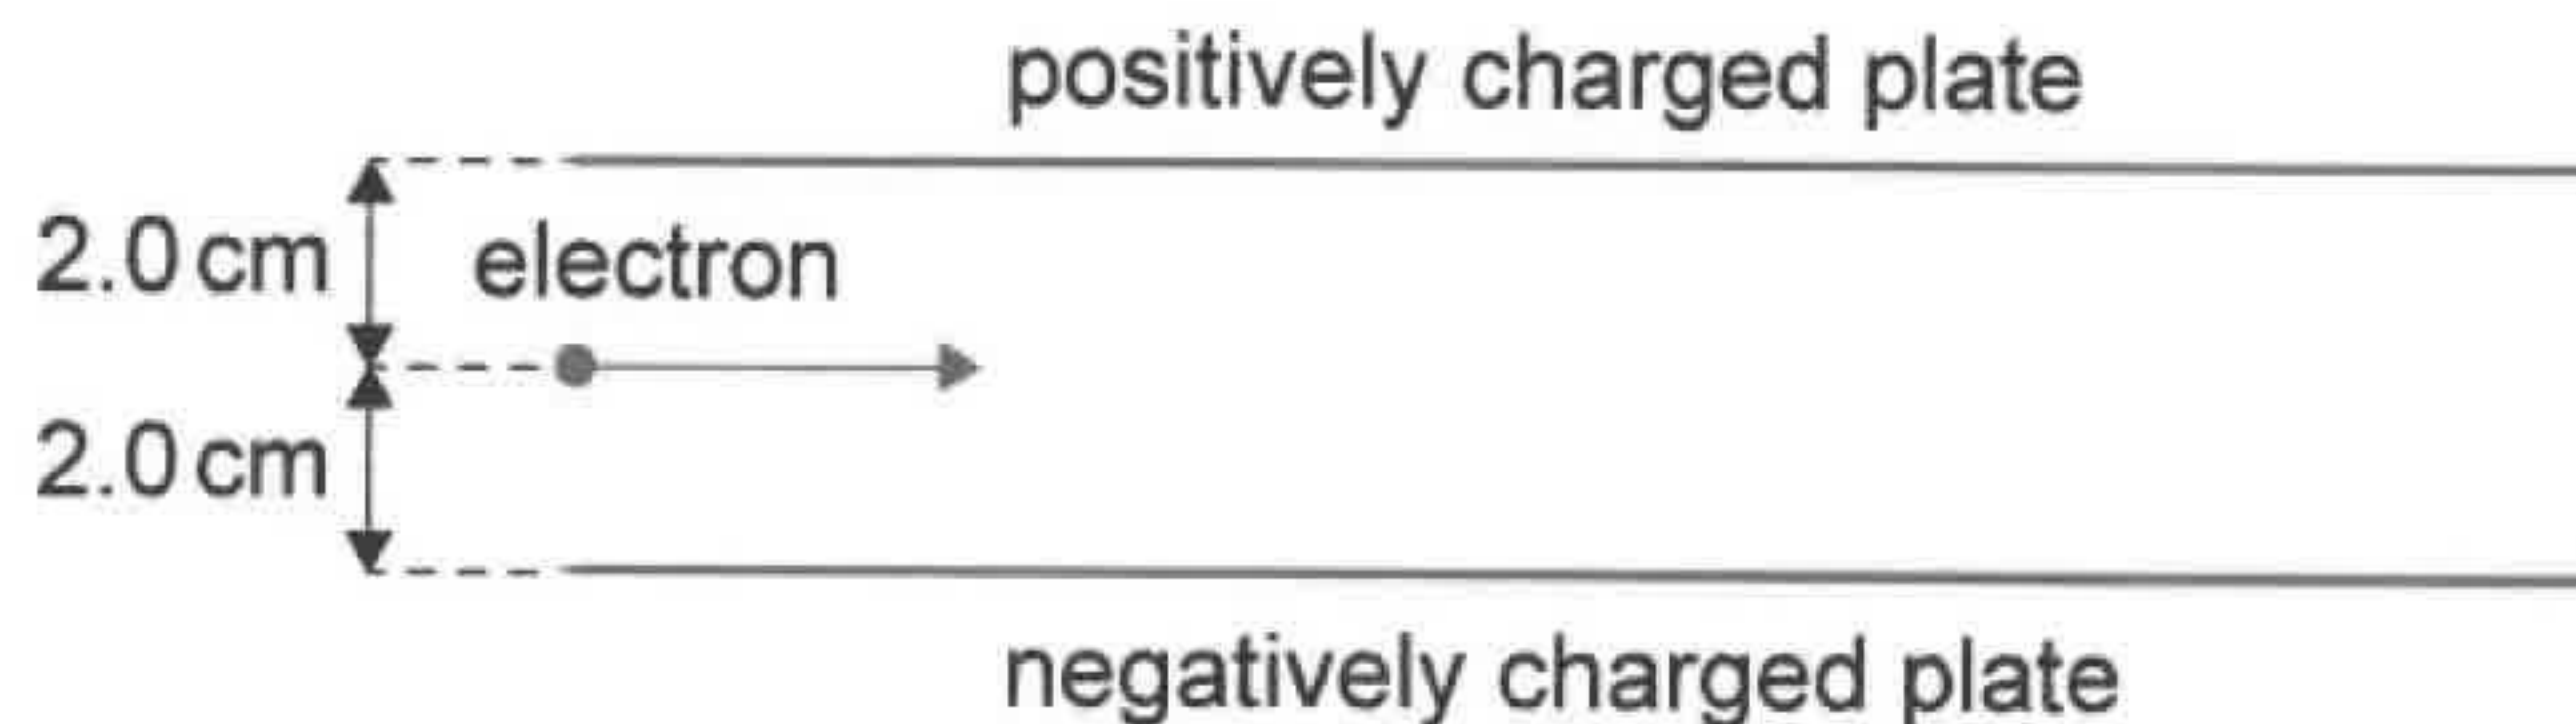 positively charged plate
2.0 cm
electron
2.0 cm
negatively charged plate